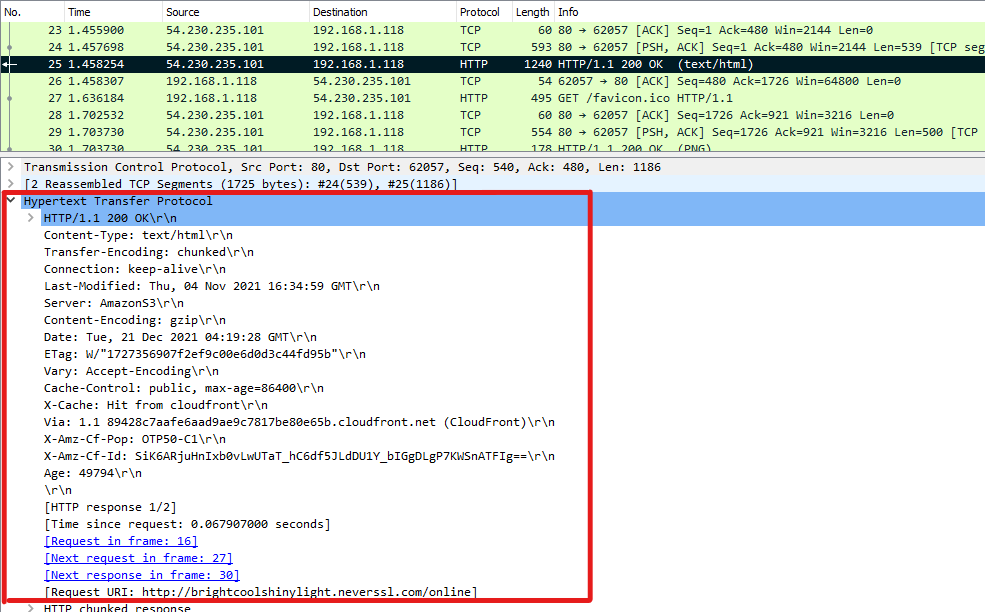 No. Time Source Destination Protocol Length Info
23 1.455900 54.230.235.101 192.168.1.118 TCP 60 80 → 62057 [ACK] Seq=1 Ack=480 Win=2144 Len=0
24 1.457698 54.230.235.101 192.168.1.118 TCP 593 80 → 62057 [PSH, ACK] Seq=1 Ack=480 Win=2144 Len=539 [TCP seg
25 1.458254 54.230.235.101 192.168.1.118 HTTP 1240 HTTP/1.1 200 OK  (text/html)
26 1.458307 192.168.1.118 54.230.235.101 TCP 54 62057 → 80 [ACK] Seq=480 Ack=1726 Win=64800 Len=0
27 1.636184 192.168.1.118 54.230.235.101 HTTP 495 GET /favicon.ico HTTP/1.1
28 1.702532 54.230.235.101 192.168.1.118 TCP 60 80 → 62057 [ACK] Seq=1726 Ack=921 Win=3216 Len=0
29 1.703730 54.230.235.101 192.168.1.118 TCP 554 80 → 62057 [PSH, ACK] Seq=1726 Ack=921 Win=3216 Len=500 [TCP
30 1.703730 54.230.235.101 192.168.1.118 HTTP 178 HTTP/1.1 200 OK  (PNG)
Transmission Control Protocol, Src Port: 80, Dst Port: 62057, Seq: 540, Ack: 480, Len: 1186
[2 Reassembled TCP Segments (1725 bytes): #24(539), #25(1186)]
Hypertext Transfer Protocol
HTTP/1.1 200 OK\r\n
Content-Type: text/html\r\n
Transfer-Encoding: chunked\r\n
Connection: keep-alive\r\n
Last-Modified: Thu, 04 Nov 2021 16:34:59 GMT\r\n
Server: AmazonS3\r\n
Content-Encoding: gzip\r\n
Date: Tue, 21 Dec 2021 04:19:28 GMT\r\n
ETag: W/"1727356907f2ef9c00e6d0d3c44fd95b"\r\n
Vary: Accept-Encoding\r\n
Cache-Control: public, max-age=86400\r\n
X-Cache: Hit from cloudfront\r\n
Via: 1.1 89428c7aafe6aad9ae9c7817be80e65b.cloudfront.net (CloudFront)\r\n
X-Amz-Cf-Pop: OTP50-C1\r\n
X-Amz-Cf-Id: SiK6ARjuHnIxb0vLwUTaT_hC6df5JLdDU1Y_bIGgDLgP7KWSnATFIg==\r\n
Age: 49794\r\n
\r\n
[HTTP response 1/2]
[Time since request: 0.067907000 seconds]
[Request in frame: 16]
[Next request in frame: 27]
[Next response in frame: 30]
[Request URI: http://brightcoolshinylight.neverssl.com/online]
HTTP chunked response